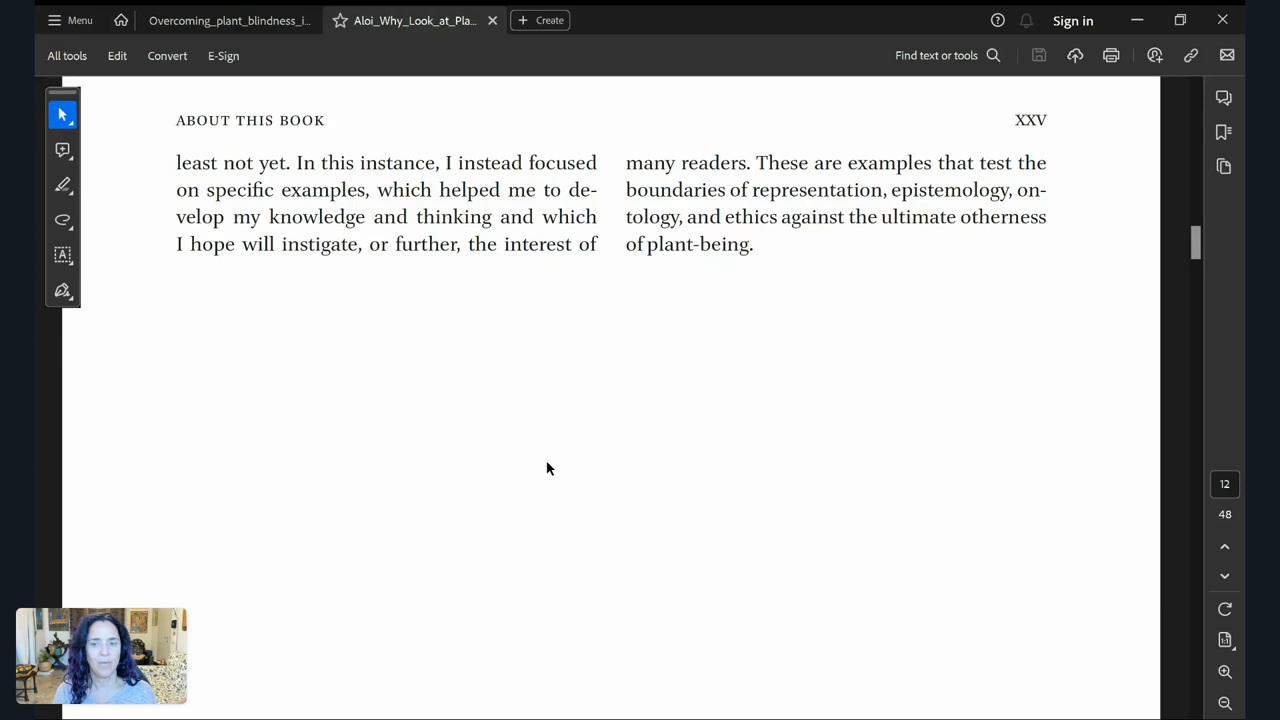 Menu
Overcoming_plant_blindness_i...
Aloi_Why_Look_at_Pla...
Create
Sign in
All tools
Edit
Convert
E-Sign
Find text or tools
ABOUT THIS BOOK
XXV
least not yet. In this instance, I instead focused
on specific examples, which helped me to de-
velop my knowledge and thinking and which
I hope will instigate, or further, the interest of
many readers. These are examples that test the
boundaries of representation, epistemology, on-
tology, and ethics against the ultimate otherness
of plant-being.
12
48